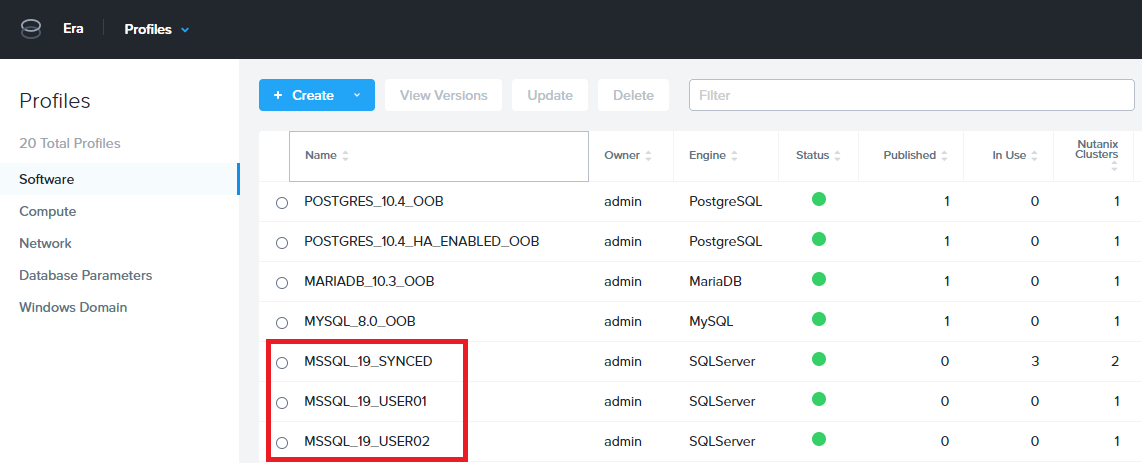 Era Profiles
Profiles
20 Total Profiles
Software
Compute
Network
Database Parameters
Windows Domain
+ Create View Versions Update Delete Filter
Name Owner Engine Status Published In Use Nutanix Clusters
POSTGRES_10.4_OOB admin PostgreSQL 1 0 1
POSTGRES_10.4_HA_ENABLED_OOB admin PostgreSQL 1 0 1
MARIADB_10.3_OOB admin MariaDB 1 0 1
MYSQL_8.0_OOB admin MySQL 1 0 1
MSSQL_19_SYNCED admin SQLServer 0 3 2
MSSQL_19_USER01 admin SQLServer 0 0 1
MSSQL_19_USER02 admin SQLServer 0 0 1